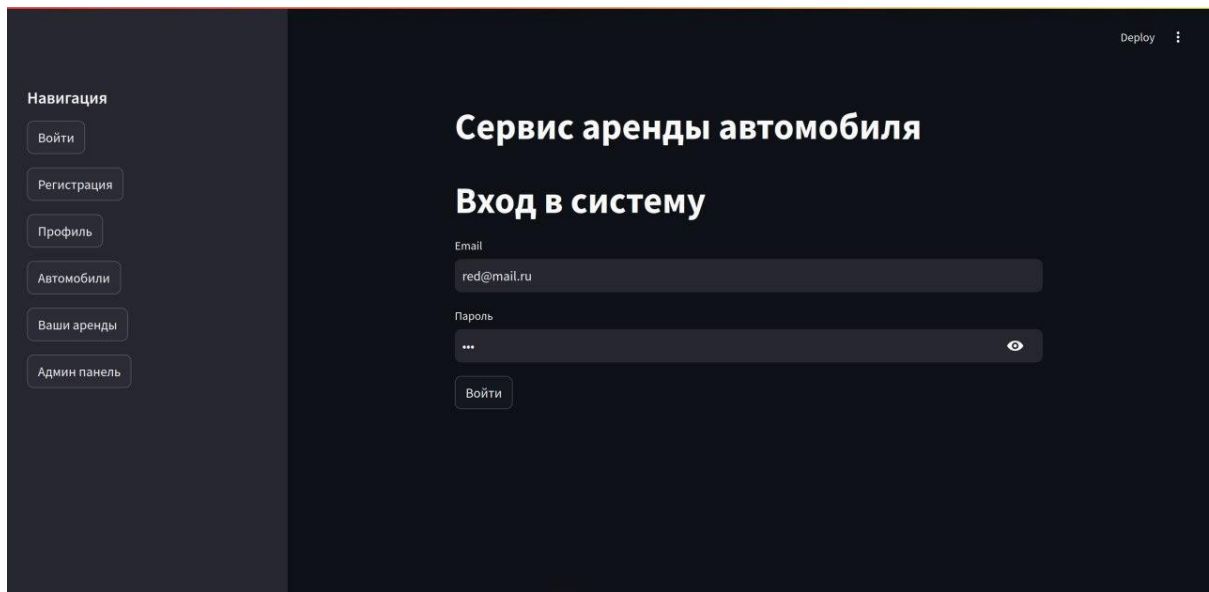 Deploy
Навигация
Войти
Регистрация
Профиль
Автомобили
Ваши аренды
Админ панель
Сервис аренды автомобиля
Вход в систему
Email
red@mail.ru
Пароль
•••
Войти